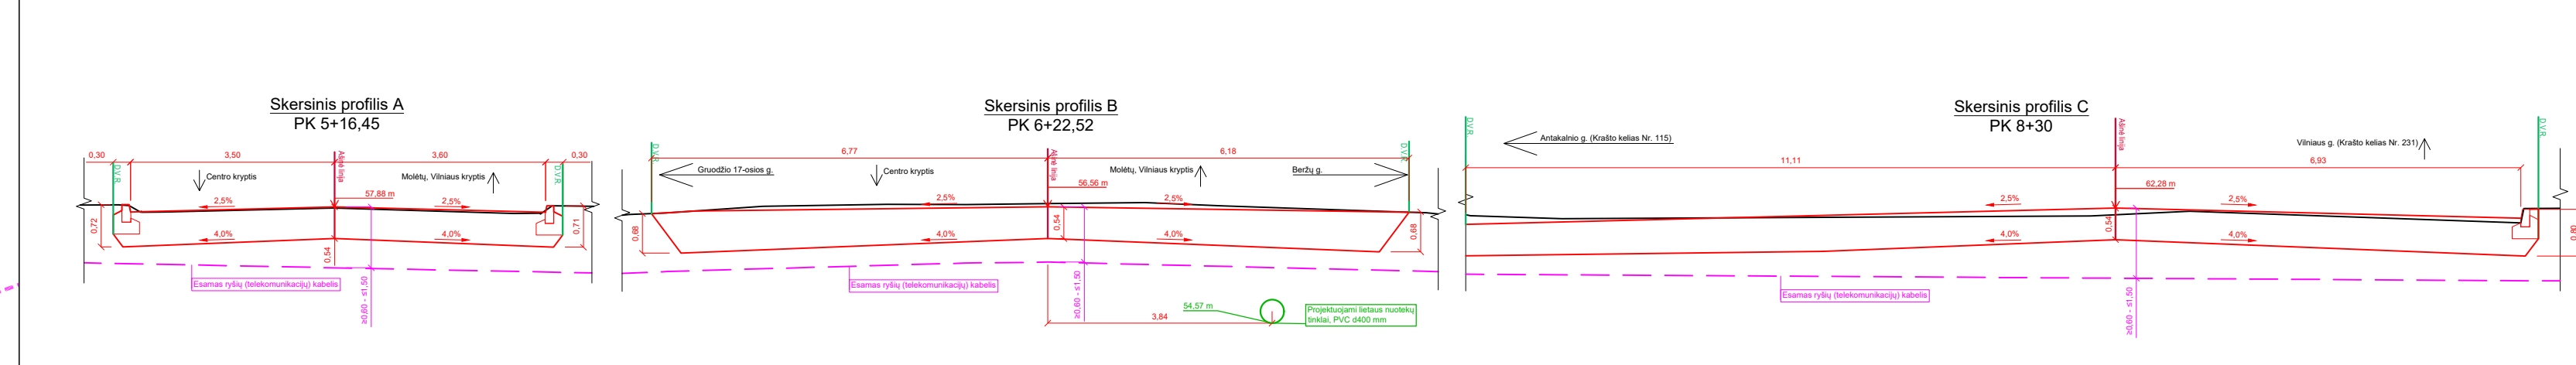 Skersinis profilis A
PK 5+16,45
0,30
3,50
3,60
0,30
D.V.R.
Ašinė linija
D.V.R.
Centro kryptis
Molėtų, Vilniaus kryptis
57,88 m
2,5%
2,5%
0,72
0,71
4,0%
4,0%
0,54
Esamas ryšių (telekomunikacijų) kabelis
≥0,60 - ≤1,50
Skersinis profilis B
PK 6+22,52
D.V.R.
6,77
Ašinė linija
6,18
D.V.R.
Gruodžio 17-osios g.
Centro kryptis
Molėtų, Vilniaus kryptis
Beržų g.
56,56 m
2,5%
2,5%
0,68
0,54
0,68
4,0%
4,0%
Esamas ryšių (telekomunikacijų) kabelis
≥0,60 - ≤1,50
54,57 m
Projektuojami lietaus nuotekų
tinklai, PVC d400 mm
3,84
Skersinis profilis C
PK 8+30
D.V.R.
Ašinė linija
D.V.R.
Antakalnio g. (Krašto kelias Nr. 115)
Vilniaus g. (Krašto kelias Nr. 231)
11,11
6,93
62,28 m
2,5%
2,5%
0,54
4,0%
4,0%
Esamas ryšių (telekomunikacijų) kabelis
≥0,60 - ≤1,50